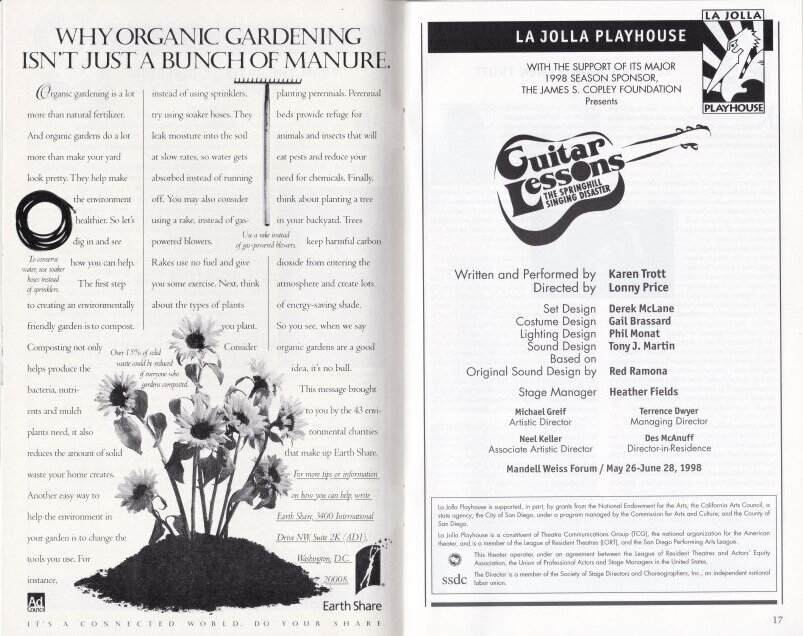 WHY ORGANIC GARDENING
ISN'T JUST A BUNCH OF MANURE.
Organic gardening is a lot
more than natural fertilizer.
And organic gardens do a lot
more than make your yard
look pretty. They help make
the environment
healthier. So let's
dig in and see
To conserve
water, use soaker
hoses instead
of sprinklers.
how you can help.
The first step
to creating an environmentally
friendly garden is to compost.
Composting not only
helps produce the
bacteria, nutri-
ents and mulch
plants need, it also
reduces the amount of solid
waste your home creates.
Another easy way to
help the environment in
your garden is to change the
tools you use. For
instance,
instead of using sprinklers,
try using soaker hoses. They
leak moisture into the soil
at slow rates, so water gets
absorbed instead of running
off. You may also consider
using a rake, instead of gas-
powered blowers.
Use a rake instead
of gas-powered blowers.
Rakes use no fuel and give
you some exercise. Next, think
about the types of plants
you plant.
Consider
Over 15% of solid
waste could be reduced
if everyone who
gardens composted.
planting perennials. Perennial
beds provide refuge for
animals and insects that will
eat pests and reduce your
need for chemicals. Finally,
think about planting a tree
in your backyard. Trees
keep harmful carbon
dioxide from entering the
atmosphere and create lots
of energy-saving shade.
So you see, when we say
organic gardens are a good
idea, it's no bull.
This message brought
to you by the 43 envi-
ronmental charities
that make up Earth Share.
For more tips or information
on how you can help, write
Earth Share, 3400 International
Drive NW, Suite 2K (AD1),
Washington, D.C.
20008.
Ad
Council
Earth Share
IT'S A CONNECTED WORLD. DO YOUR SHARE.
LA JOLLA PLAYHOUSE
LA JOLLA
PLAYHOUSE
WITH THE SUPPORT OF ITS MAJOR
1998 SEASON SPONSOR,
THE JAMES S. COPLEY FOUNDATION
Presents
Guitar
Lessons
THE SPRINGHILL
SINGING DISASTER
Written and Performed by Karen Trott
Directed by Lonny Price
Set Design Derek McLane
Costume Design Gail Brassard
Lighting Design Phil Monat
Sound Design Tony J. Martin
Based on
Original Sound Design by Red Ramona
Stage Manager Heather Fields
Michael Greif
Artistic Director
Terrence Dwyer
Managing Director
Neel Keller
Associate Artistic Director
Des McAnuff
Director-in-Residence
Mandell Weiss Forum / May 26-June 28, 1998
La Jolla Playhouse is supported, in part, by grants from the National Endowment for the Arts, the California Arts Council, a
state agency; the City of San Diego, under a program managed by the Commission for Arts and Culture; and the County of
San Diego.
La Jolla Playhouse is a constituent of Theatre Communications Group (TCG), the national organization for the American
theater, and is a member of the League of Resident Theatres (LORT), and the San Diego Performing Arts League.
This theater operates under an agreement between the League of Resident Theatres and Actors' Equity
Association, the Union of Professional Actors and Stage Managers in the United States.
ssdc
The Director is a member of the Society of Stage Directors and Choreographers, Inc., an independent national
labor union.
17